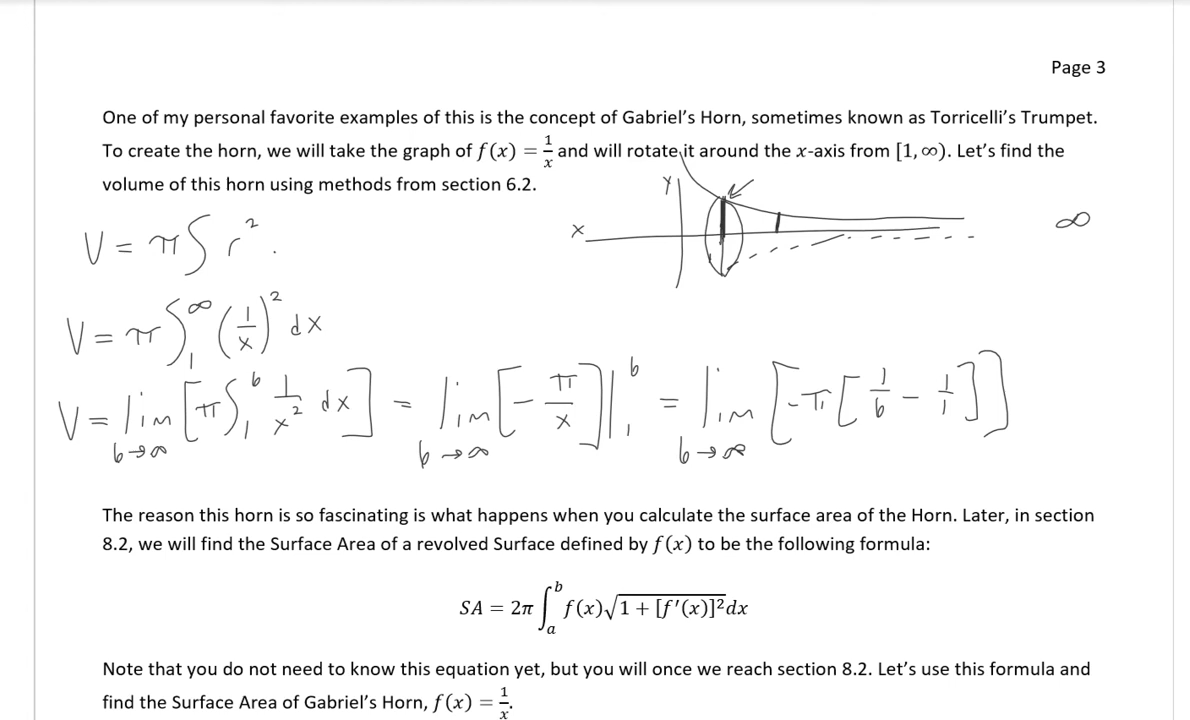 Page 3
One of my personal favorite examples of this is the concept of Gabriel's Horn, sometimes known as Torricelli's Trumpet.
To create the horn, we will take the graph of f(x) = 1/x and will rotate it around the x-axis from [1, ∞). Let's find the
volume of this horn using methods from section 6.2.
y
x
∞
V = π∫ r².
V = π∫₁^∞ (1/x)² dx
V = lim b→∞ [π∫₁^b 1/x² dx] = lim b→∞ [-π/x]|₁^b = lim b→∞ [-π[1/b - 1/1]]
The reason this horn is so fascinating is what happens when you calculate the surface area of the Horn. Later, in section
8.2, we will find the Surface Area of a revolved Surface defined by f(x) to be the following formula:
SA = 2π ∫ₐ^b f(x)√(1 + [f'(x)]²)dx
Note that you do not need to know this equation yet, but you will once we reach section 8.2. Let's use this formula and
find the Surface Area of Gabriel's Horn, f(x) = 1/x.